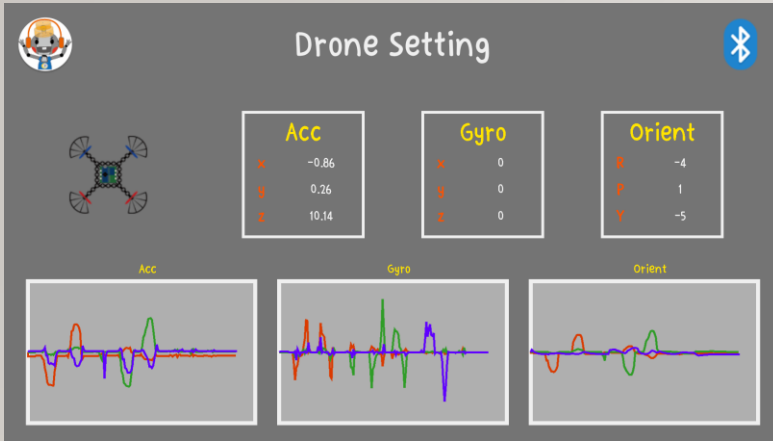 Drone Setting
Acc Gyro Orient
x -0.86 x 0 R -4
y 0.26 y 0 P 1
z 10.14 z 0 Y -5
Acc Gyro Orient